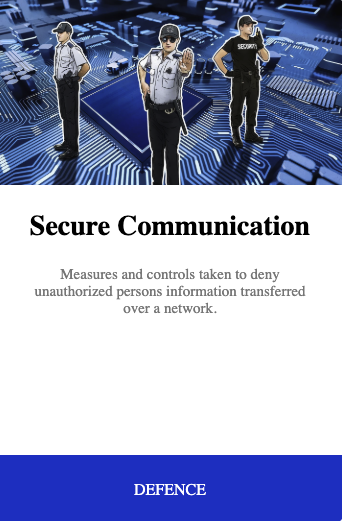 SECURITY
Secure Communication
Measures and controls taken to deny
unauthorized persons information transferred
over a network.
DEFENCE